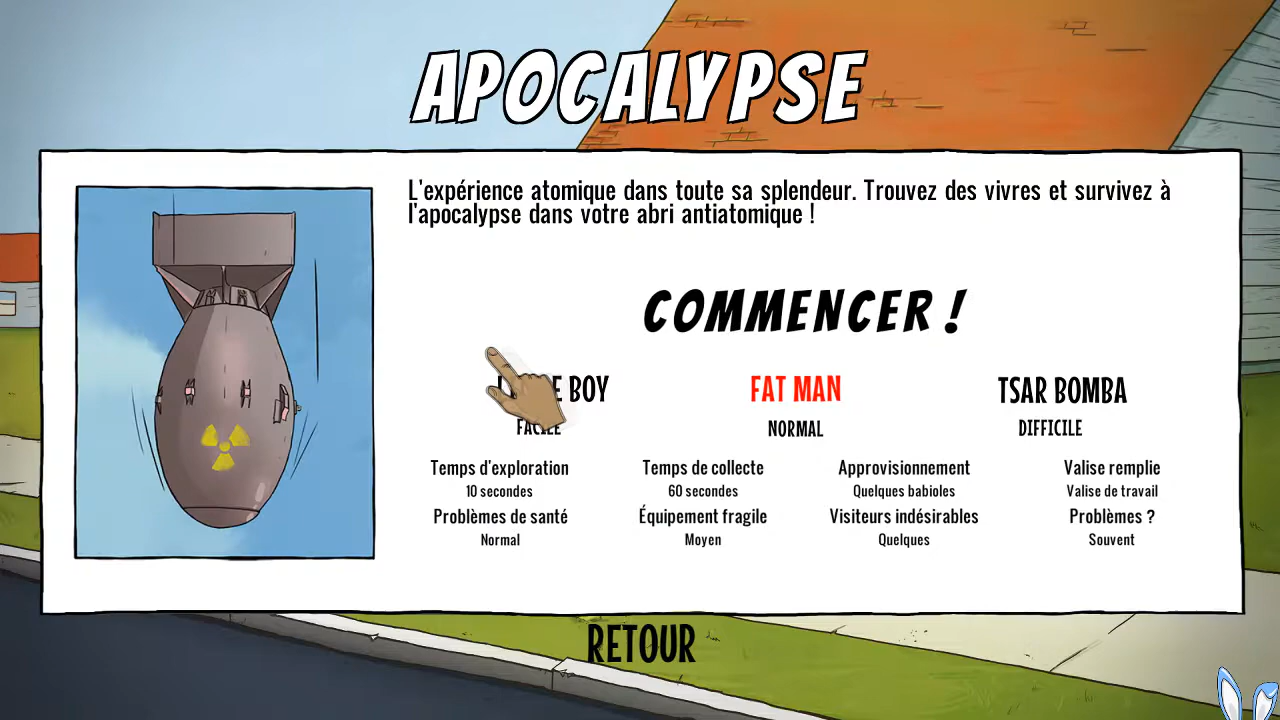 APOCALYPSE
L'expérience atomique dans toute sa splendeur. Trouvez des vivres et survivez à
l'apocalypse dans votre abri antiatomique !
COMMENCER !
BOY FAT MAN TSAR BOMBA
FACILE NORMAL DIFFICILE
Temps d'exploration Temps de collecte Approvisionnement Valise remplie
10 secondes 60 secondes Quelques babioles Valise de travail
Problèmes de santé Équipement fragile Visiteurs indésirables Problèmes ?
Normal Moyen Quelques Souvent
RETOUR